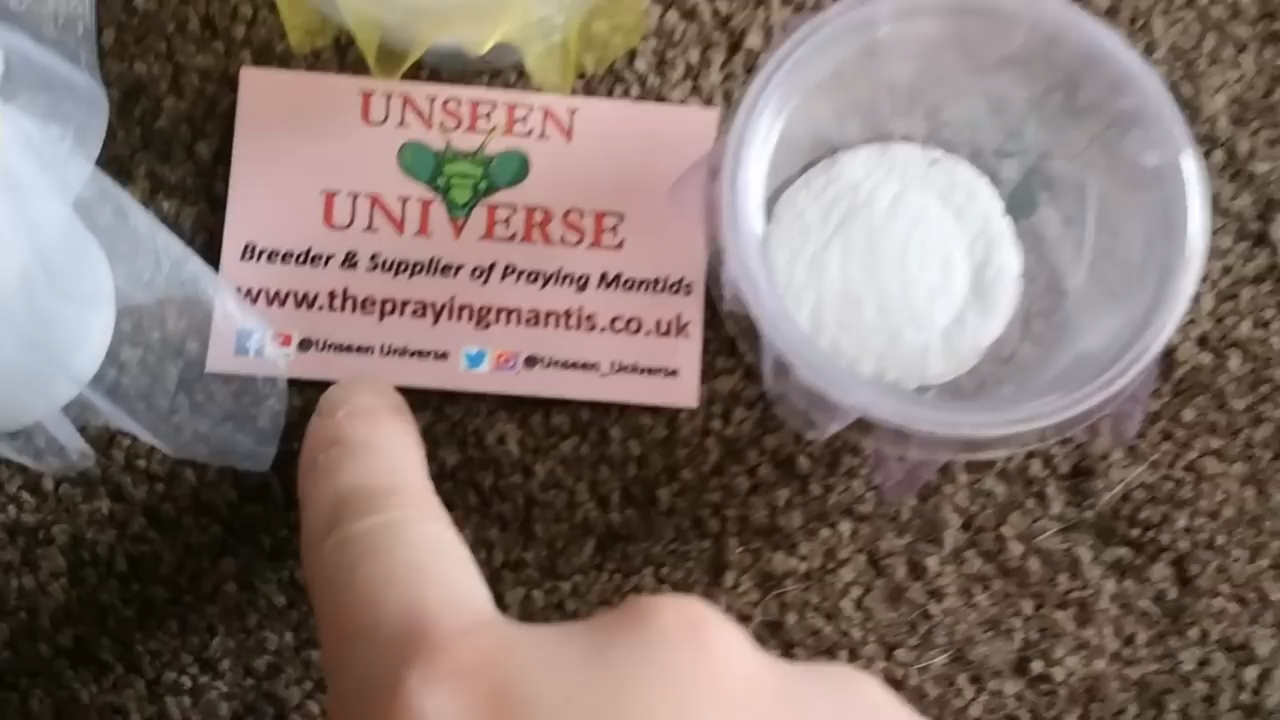 UNSEEN
UNIVERSE
Breeder & Supplier of Praying Mantids
www.theprayingmantis.co.uk
@Unseen Universe @Unseen_Universe